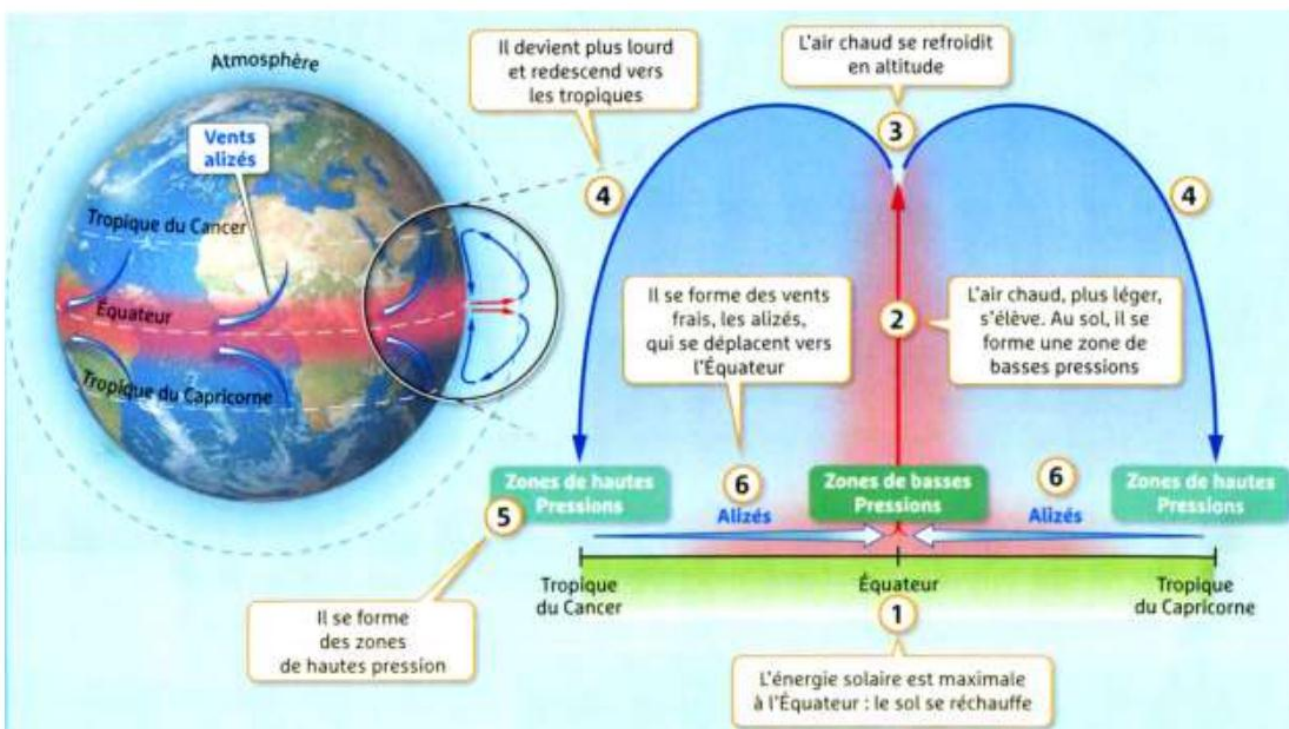 Atmosphère
Vents
alizés
Tropique du Cancer
Équateur
Tropique du Capricorne
Il devient plus lourd
et redescend vers
les tropiques
L'air chaud se refroidit
en altitude
3
4
4
Il se forme des vents
frais, les alizés,
qui se déplacent vers
l'Équateur
2
L'air chaud, plus léger,
s'élève. Au sol, il se
forme une zone de
basses pressions
Zones de hautes
Pressions
6
Alizés
Zones de basses
Pressions
6
Alizés
Zones de hautes
Pressions
5
Tropique
du Cancer
Équateur
Tropique
du Capricorne
1
Il se forme
des zones
de hautes pression
L'énergie solaire est maximale
à l'Équateur : le sol se réchauffe